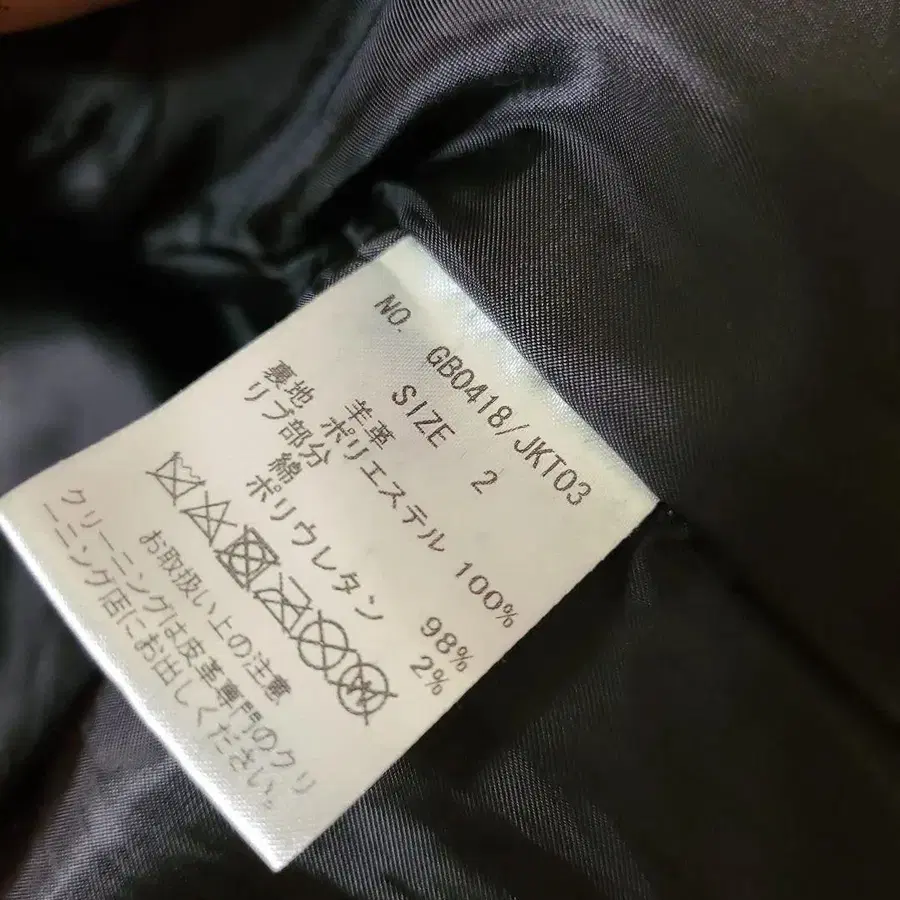 NO. GB0418/JKT03
SIZE 2
羊革
裏地 ポリエステル 100%
リブ部分
綿 98%
ポリウレタン 2%
お取扱い上の注意
クリーニングは皮革専門のクリ
ーニング店にお出しください。